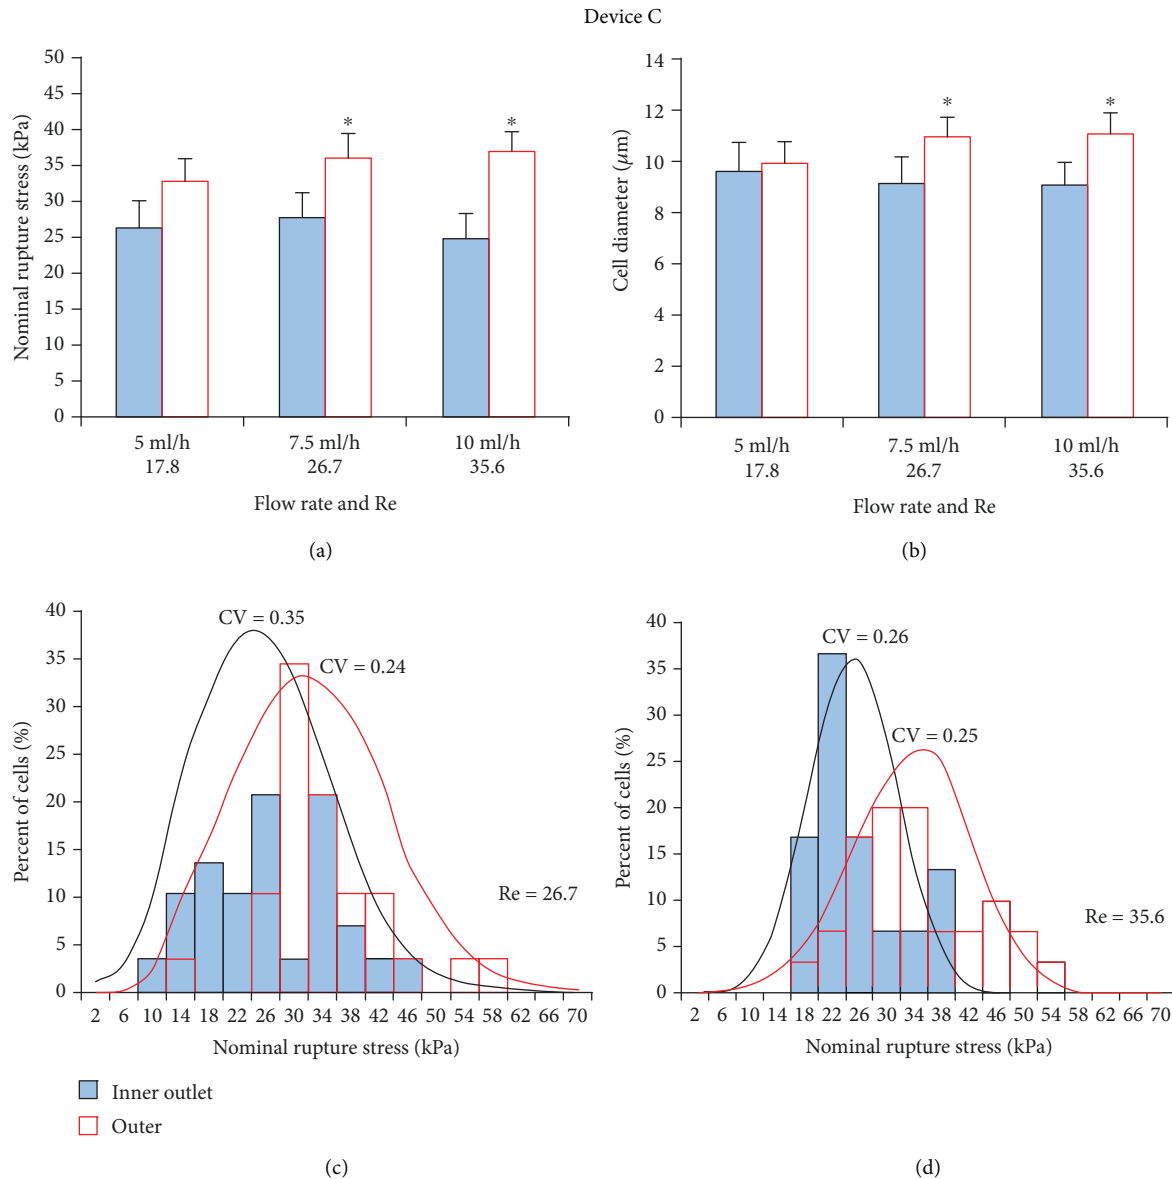 Device C
Nominal rupture stress (kPa)
50
45
40
35
30
25
20
15
10
5
0
*
*
5 ml/h
7.5 ml/h
10 ml/h
17.8
26.7
35.6
Flow rate and Re
(a)
Cell diameter (μm)
14
12
10
8
6
4
2
0
*
*
5 ml/h
7.5 ml/h
10 ml/h
17.8
26.7
35.6
Flow rate and Re
(b)
Percent of cells (%)
40
35
30
25
20
15
10
5
0
CV = 0.35
CV = 0.24
Re = 26.7
2 6 10 14 18 22 26 30 34 38 42 46 50 54 58 62 66 70
Nominal rupture stress (kPa)
Inner outlet
Outer
(c)
Percent of cells (%)
40
35
30
25
20
15
10
5
0
CV = 0.26
CV = 0.25
Re = 35.6
2 6 10 14 18 22 26 30 34 38 42 46 50 54 58 62 66 70
Nominal rupture stress (kPa)
(d)